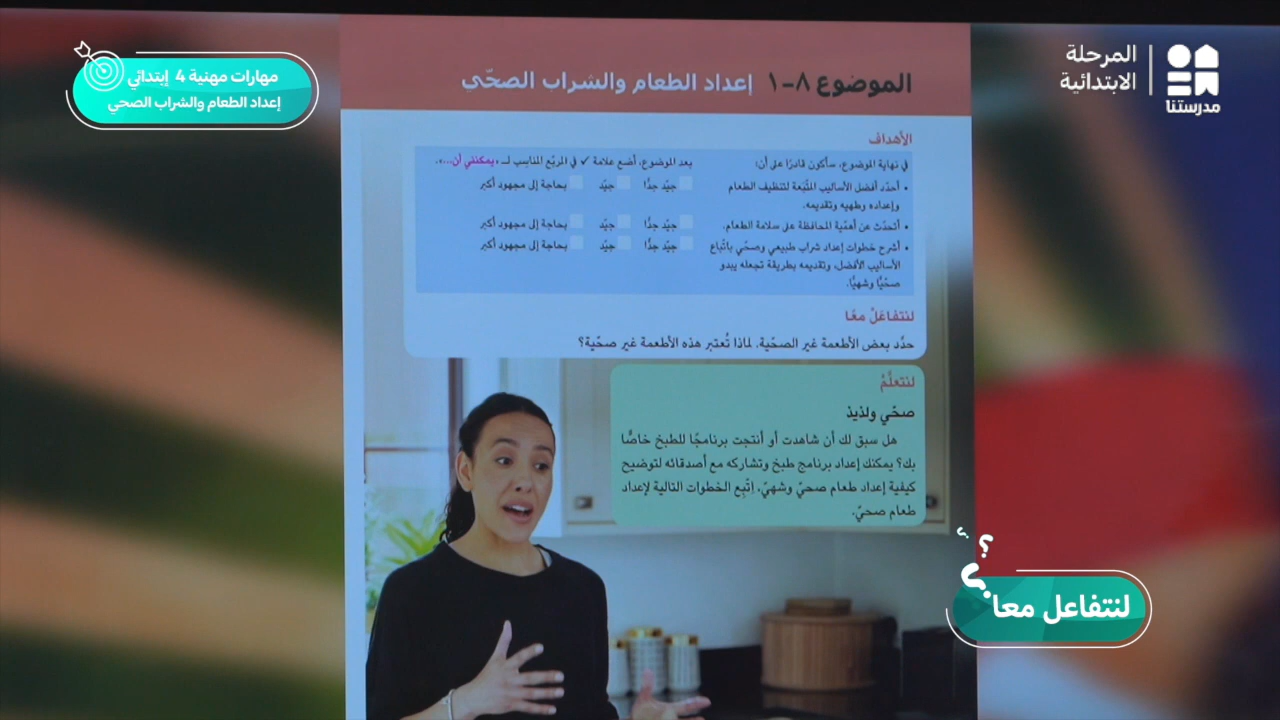 مهارات مهنية 4 إبتدائي
إعداد الطعام والشراب الصحي
المرحلة
الابتدائية
مدرستنا
الموضوع ٨-١ إعداد الطعام والشراب الصحّي
الأهداف
في نهاية الموضوع، سأكون قادرًا على أن:
بعد الموضوع، أضع علامة ✓ في المربّع المناسب لـ «يمكنني أن...».
• أحدّد أفضل الأساليب المتّبعة لتنظيف الطعام
وإعداده وطهيه وتقديمه.
جيّد جدًّا جيّد بحاجة إلى مجهود أكبر
• أتحدّث عن أهمّية المحافظة على سلامة الطعام.
جيّد جدًّا جيّد بحاجة إلى مجهود أكبر
• أشرح خطوات إعداد شراب طبيعي وصحّي باتّباع
الأساليب الأفضل، وتقديمه بطريقة تجعله يبدو
صحّيًّا وشهيًّا.
جيّد جدًّا جيّد بحاجة إلى مجهود أكبر
لنتفاعَلْ معًا
حدِّد بعض الأطعمة غير الصحّية. لماذا تُعتبر هذه الأطعمة غير صحّية؟
لنتعلَّمْ
صحّي ولذيذ
هل سبق لك أن شاهدت أو أنتجت برنامجًا للطبخ خاصًّا
بك؟ يمكنك إعداد برنامج طبخ وتشاركه مع أصدقائه لتوضيح
كيفية إعداد طعام صحيّ وشهيّ. اِتّبِع الخطوات التالية لإعداد
طعام صحيّ.
لنتفاعل معا